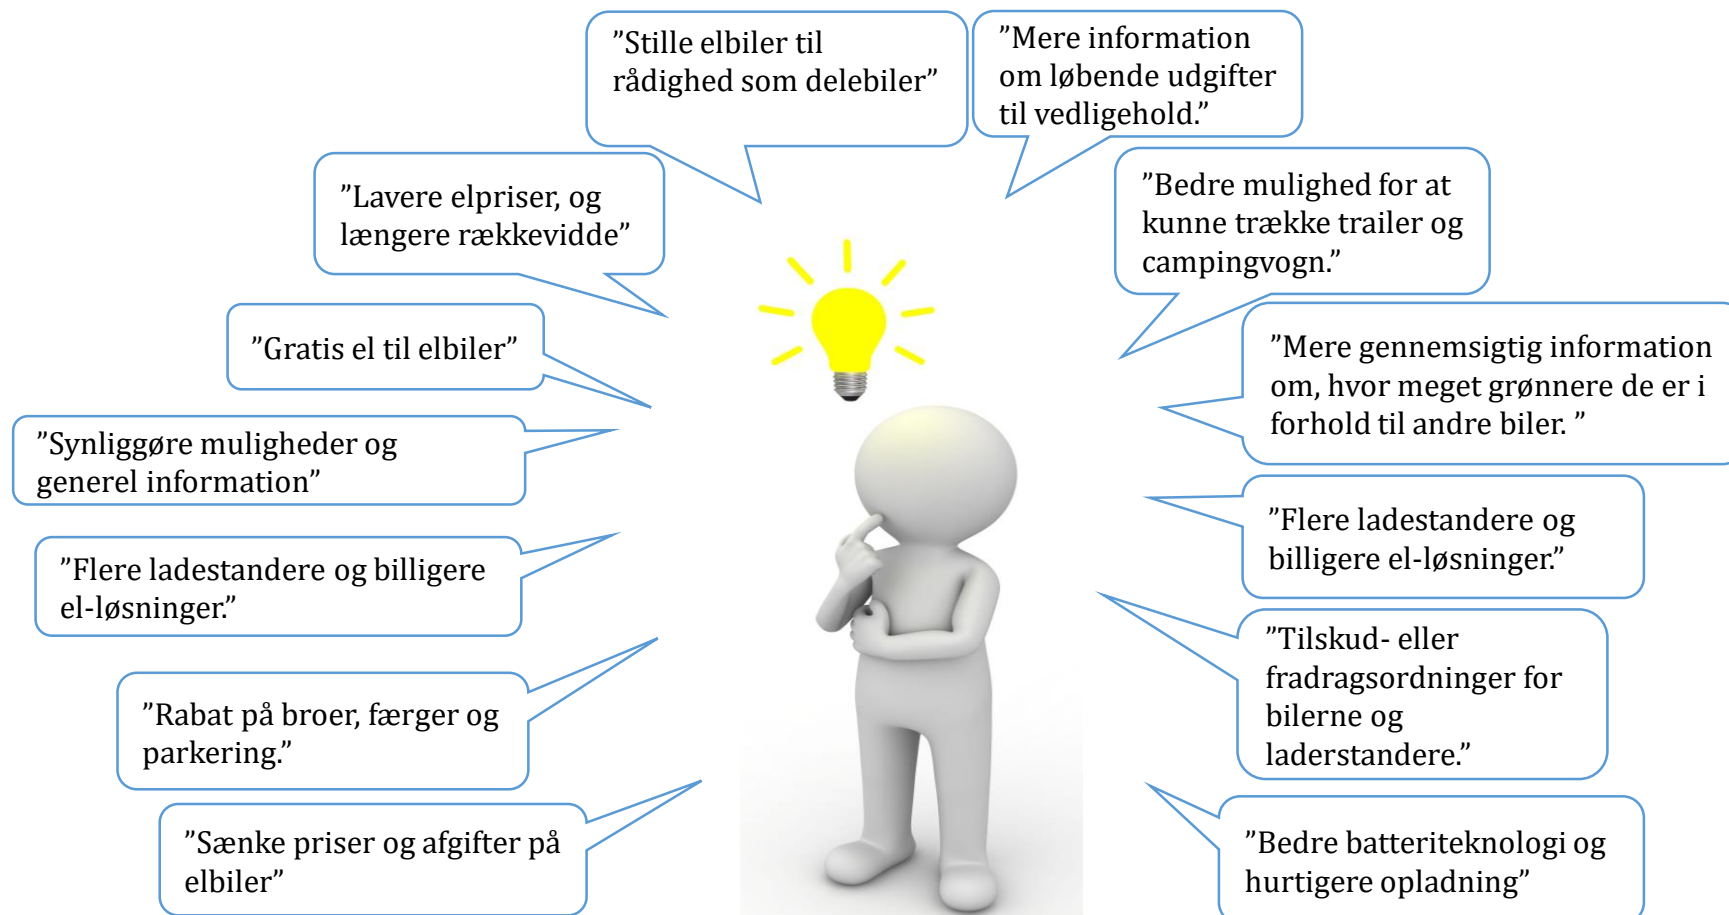 ”Stille elbiler til
rådighed som delebiler”
”Mere information
om løbende udgifter
til vedligehold.”
”Lavere elpriser, og
længere rækkevidde”
”Bedre mulighed for at
kunne trække trailer og
campingvogn.”
”Gratis el til elbiler”
”Mere gennemsigtig information
om, hvor meget grønnere de er i
forhold til andre biler. ”
”Synliggøre muligheder og
generel information”
”Flere ladestandere og
billigere el-løsninger.”
”Flere ladestandere og billigere
el-løsninger.”
”Tilskud- eller
fradragsordninger for
bilerne og
laderstandere.”
”Rabat på broer, færger og
parkering.”
”Sænke priser og afgifter på
elbiler”
”Bedre batteriteknologi og
hurtigere opladning”